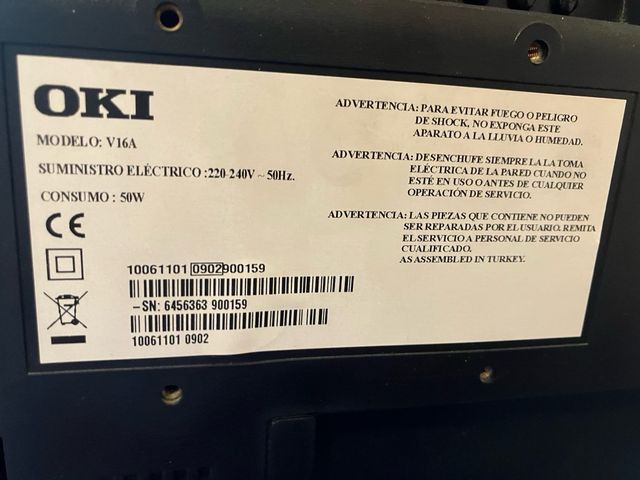 OKI
MODELO: V16A
SUMINISTRO ELÉCTRICO :220-240V ~ 50Hz.
CONSUMO : 50W
CE
10061101 0902900159
-SN: 6456363 900159
10061101 0902
ADVERTENCIA: PARA EVITAR FUEGO O PELIGRO
DE SHOCK, NO EXPONGA ESTE
APARATO A LA LLUVIA O HUMEDAD.
ADVERTENCIA: DESENCHUFE SIEMPRE LA LA TOMA
ELÉCTRICA DE LA PARED CUANDO NO
ESTÉ EN USO O ANTES DE CUALQUIER
OPERACIÓN DE SERVICIO.
ADVERTENCIA: LAS PIEZAS QUE CONTIENE NO PUEDEN
SER REPARADAS POR EL USUARIO. REMITA
EL SERVICIO A PERSONAL DE SERVICIO
CUALIFICADO.
AS ASSEMBLED IN TURKEY.